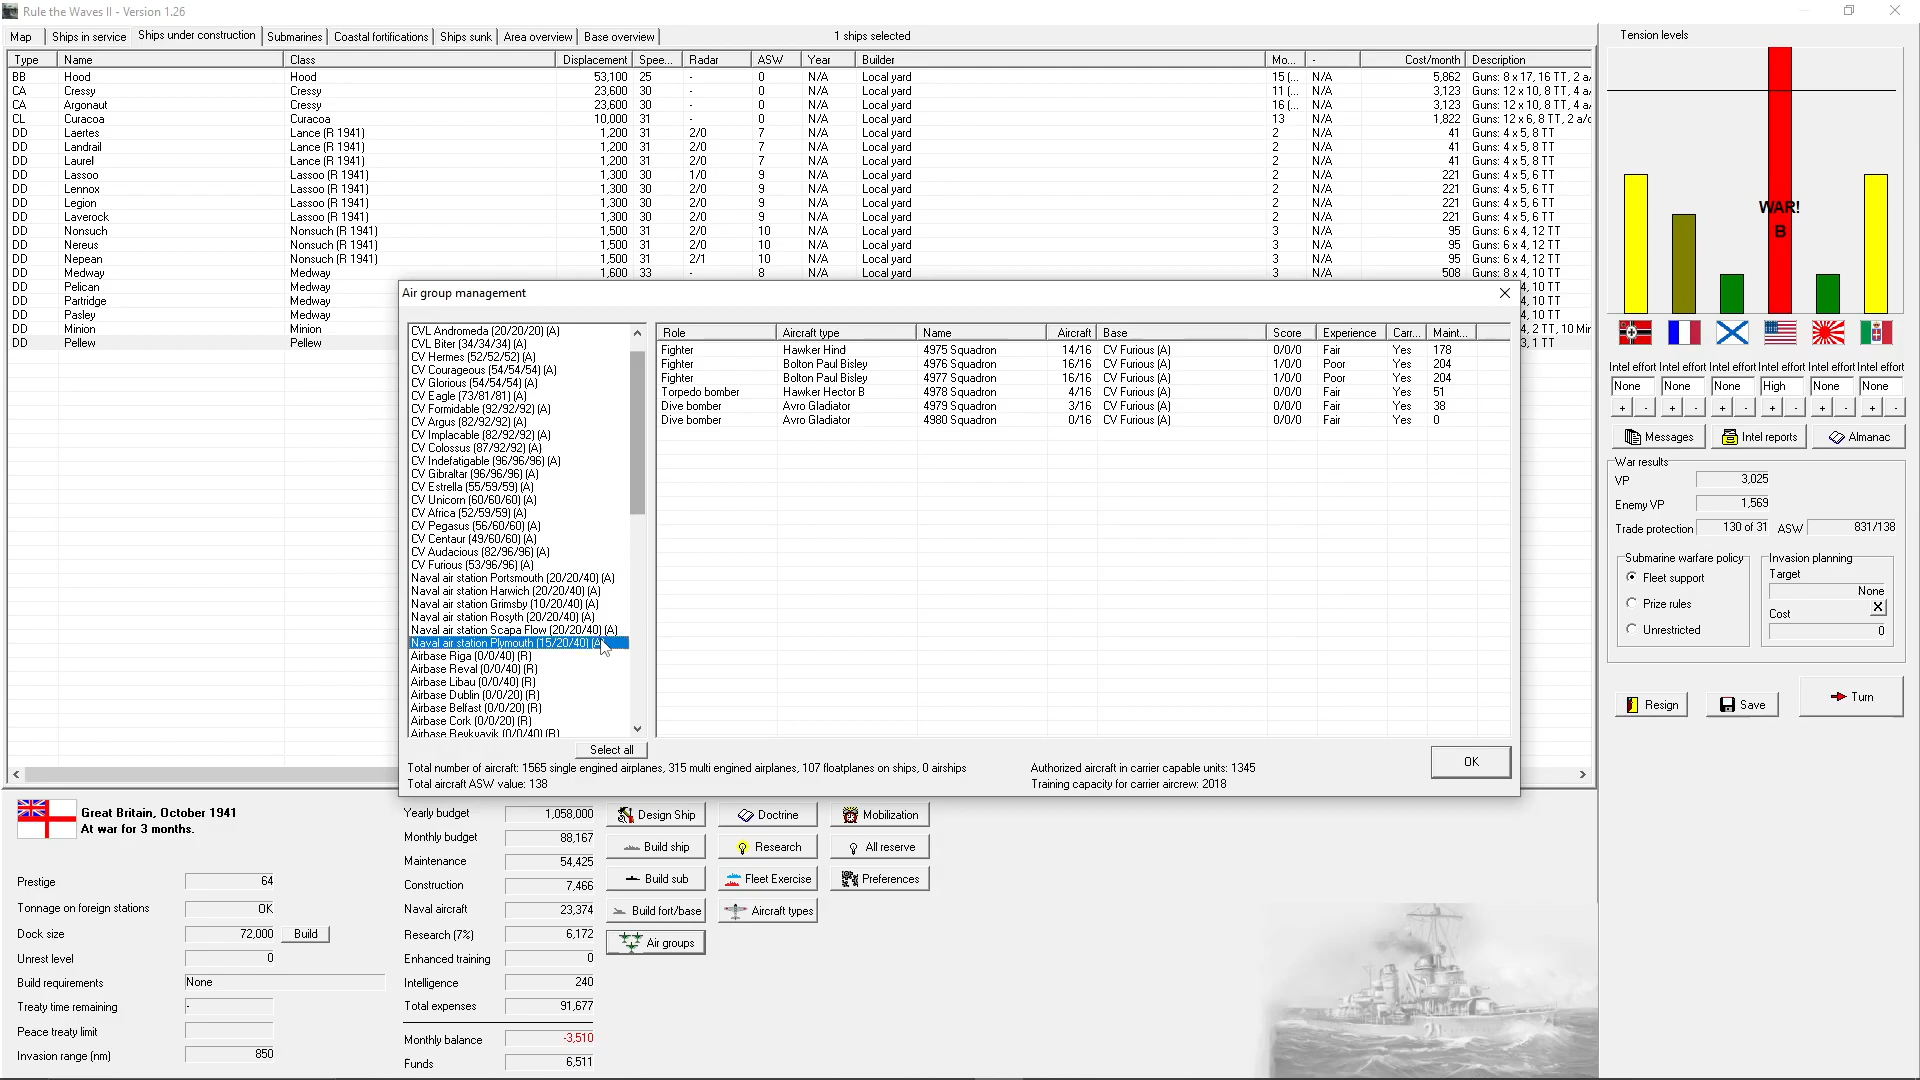 Rule the Waves II - Version 1.26
Map Ships in service Ships under construction Submarines Coastal fortifications Ships sunk Area overview Base overview 1 ships selected
Type Name Class Displacement Spee... Radar ASW Year Builder Mo... - Cost/month Description
BB Hood Hood 53,100 25 - 0 N/A Local yard 15 (... N/A 5,862 Guns: 8 x 17, 16 TT, 2 a/
CA Cressy Cressy 23,600 30 - 0 N/A Local yard 11 (... N/A 3,123 Guns: 12 x 10, 8 TT, 4 a/
CA Argonaut Cressy 23,600 30 - 0 N/A Local yard 16 (... N/A 3,123 Guns: 12 x 10, 8 TT, 4 a/
CL Curacoa Curacoa 10,000 31 - 0 N/A Local yard 13 N/A 1,822 Guns: 12 x 6, 8 TT, 2 a/c
DD Laertes Lance (R 1941) 1,200 31 2/0 7 N/A Local yard 2 N/A 41 Guns: 4 x 5, 8 TT
DD Landrail Lance (R 1941) 1,200 31 2/0 7 N/A Local yard 2 N/A 41 Guns: 4 x 5, 8 TT
DD Laurel Lance (R 1941) 1,200 31 2/0 7 N/A Local yard 2 N/A 41 Guns: 4 x 5, 8 TT
DD Lassoo Lassoo (R 1941) 1,300 30 1/0 9 N/A Local yard 2 N/A 221 Guns: 4 x 5, 6 TT
DD Lennox Lassoo (R 1941) 1,300 30 2/0 9 N/A Local yard 2 N/A 221 Guns: 4 x 5, 6 TT
DD Legion Lassoo (R 1941) 1,300 30 2/0 9 N/A Local yard 2 N/A 221 Guns: 4 x 5, 6 TT
DD Laverock Lassoo (R 1941) 1,300 30 2/0 9 N/A Local yard 2 N/A 221 Guns: 4 x 5, 6 TT
DD Nonsuch Nonsuch (R 1941) 1,500 31 2/0 10 N/A Local yard 3 N/A 95 Guns: 6 x 4, 12 TT
DD Nereus Nonsuch (R 1941) 1,500 31 2/0 10 N/A Local yard 3 N/A 95 Guns: 6 x 4, 12 TT
DD Nepean Nonsuch (R 1941) 1,500 31 2/1 10 N/A Local yard 3 N/A 95 Guns: 6 x 4, 12 TT
DD Medway Medway 1,600 33 - 8 N/A Local yard 3 N/A 508 Guns: 8 x 4, 10 TT
DD Pelican Medway 4, 10 TT
DD Partridge Medway 4, 10 TT
DD Pasley Medway 4, 10 TT
DD Minion Minion 4, 2 TT, 10 Mir
DD Pellew Pellew 3, 1 TT
Air group management
CVL Andromeda (20/20/20) (A)
CVL Biter (34/34/34) (A)
CV Hermes (52/52/52) (A)
CV Courageous (54/54/54) (A)
CV Glorious (54/54/54) (A)
CV Eagle (73/81/81) (A)
CV Formidable (92/92/92) (A)
CV Argus (82/92/92) (A)
CV Implacable (82/92/92) (A)
CV Colossus (87/92/92) (A)
CV Indefatigable (96/96/96) (A)
CV Gibraltar (96/96/96) (A)
CV Estrella (55/59/59) (A)
CV Unicorn (60/60/60) (A)
CV Africa (52/59/59) (A)
CV Pegasus (56/60/60) (A)
CV Centaur (49/60/60) (A)
CV Audacious (82/96/96) (A)
CV Furious (53/96/96) (A)
Naval air station Portsmouth (20/20/40) (A)
Naval air station Harwich (20/20/40) (A)
Naval air station Grimsby (10/20/40) (A)
Naval air station Rosyth (20/20/40) (A)
Naval air station Scapa Flow (20/20/40) (A)
Naval air station Plymouth (15/20/40) (A)
Airbase Riga (0/0/40) (R)
Airbase Reval (0/0/40) (R)
Airbase Libau (0/0/40) (R)
Airbase Dublin (0/0/20) (R)
Airbase Belfast (0/0/20) (R)
Airbase Cork (0/0/20) (R)
Airbase Reykyavik (0/0/40) (R)
Select all
Role Aircraft type Name Aircraft Base Score Experience Carr... Maint...
Fighter Hawker Hind 4975 Squadron 14/16 CV Furious (A) 0/0/0 Fair Yes 178
Fighter Bolton Paul Bisley 4976 Squadron 16/16 CV Furious (A) 1/0/0 Poor Yes 204
Fighter Bolton Paul Bisley 4977 Squadron 16/16 CV Furious (A) 1/0/0 Poor Yes 204
Torpedo bomber Hawker Hector B 4978 Squadron 4/16 CV Furious (A) 0/0/0 Fair Yes 51
Dive bomber Avro Gladiator 4979 Squadron 3/16 CV Furious (A) 0/0/0 Fair Yes 38
Dive bomber Avro Gladiator 4980 Squadron 0/16 CV Furious (A) 0/0/0 Fair Yes 0
Total number of aircraft: 1565 single engined airplanes, 315 multi engined airplanes, 107 floatplanes on ships, 0 airships
Total aircraft ASW value: 138
Authorized aircraft in carrier capable units: 1345
Training capacity for carrier aircrew: 2018
OK
Tension levels
WAR!
B
Intel effort Intel effort Intel effort Intel effort Intel effort Intel effort
None None None High None None
+ - + - + - + - + - + -
Messages Intel reports Almanac
War results
VP 3,025
Enemy VP 1,569
Trade protection 130 of 31 ASW 831/138
Submarine warfare policy
Fleet support
Prize rules
Unrestricted
Invasion planning
Target
None
Cost X
0
Resign Save Turn
Great Britain, October 1941
At war for 3 months.
Prestige 64
Tonnage on foreign stations OK
Dock size 72,000 Build
Unrest level 0
Build requirements None
Treaty time remaining -
Peace treaty limit
Invasion range (nm) 850
Yearly budget 1,058,000
Monthly budget 88,167
Maintenance 54,425
Construction 7,466
Naval aircraft 23,374
Research (7%) 6,172
Enhanced training 0
Intelligence 240
Total expenses 91,677
Monthly balance -3,510
Funds 6,511
Design Ship Doctrine Mobilization
Build ship Research All reserve
Build sub Fleet Exercise Preferences
Build fort/base Aircraft types
Air groups